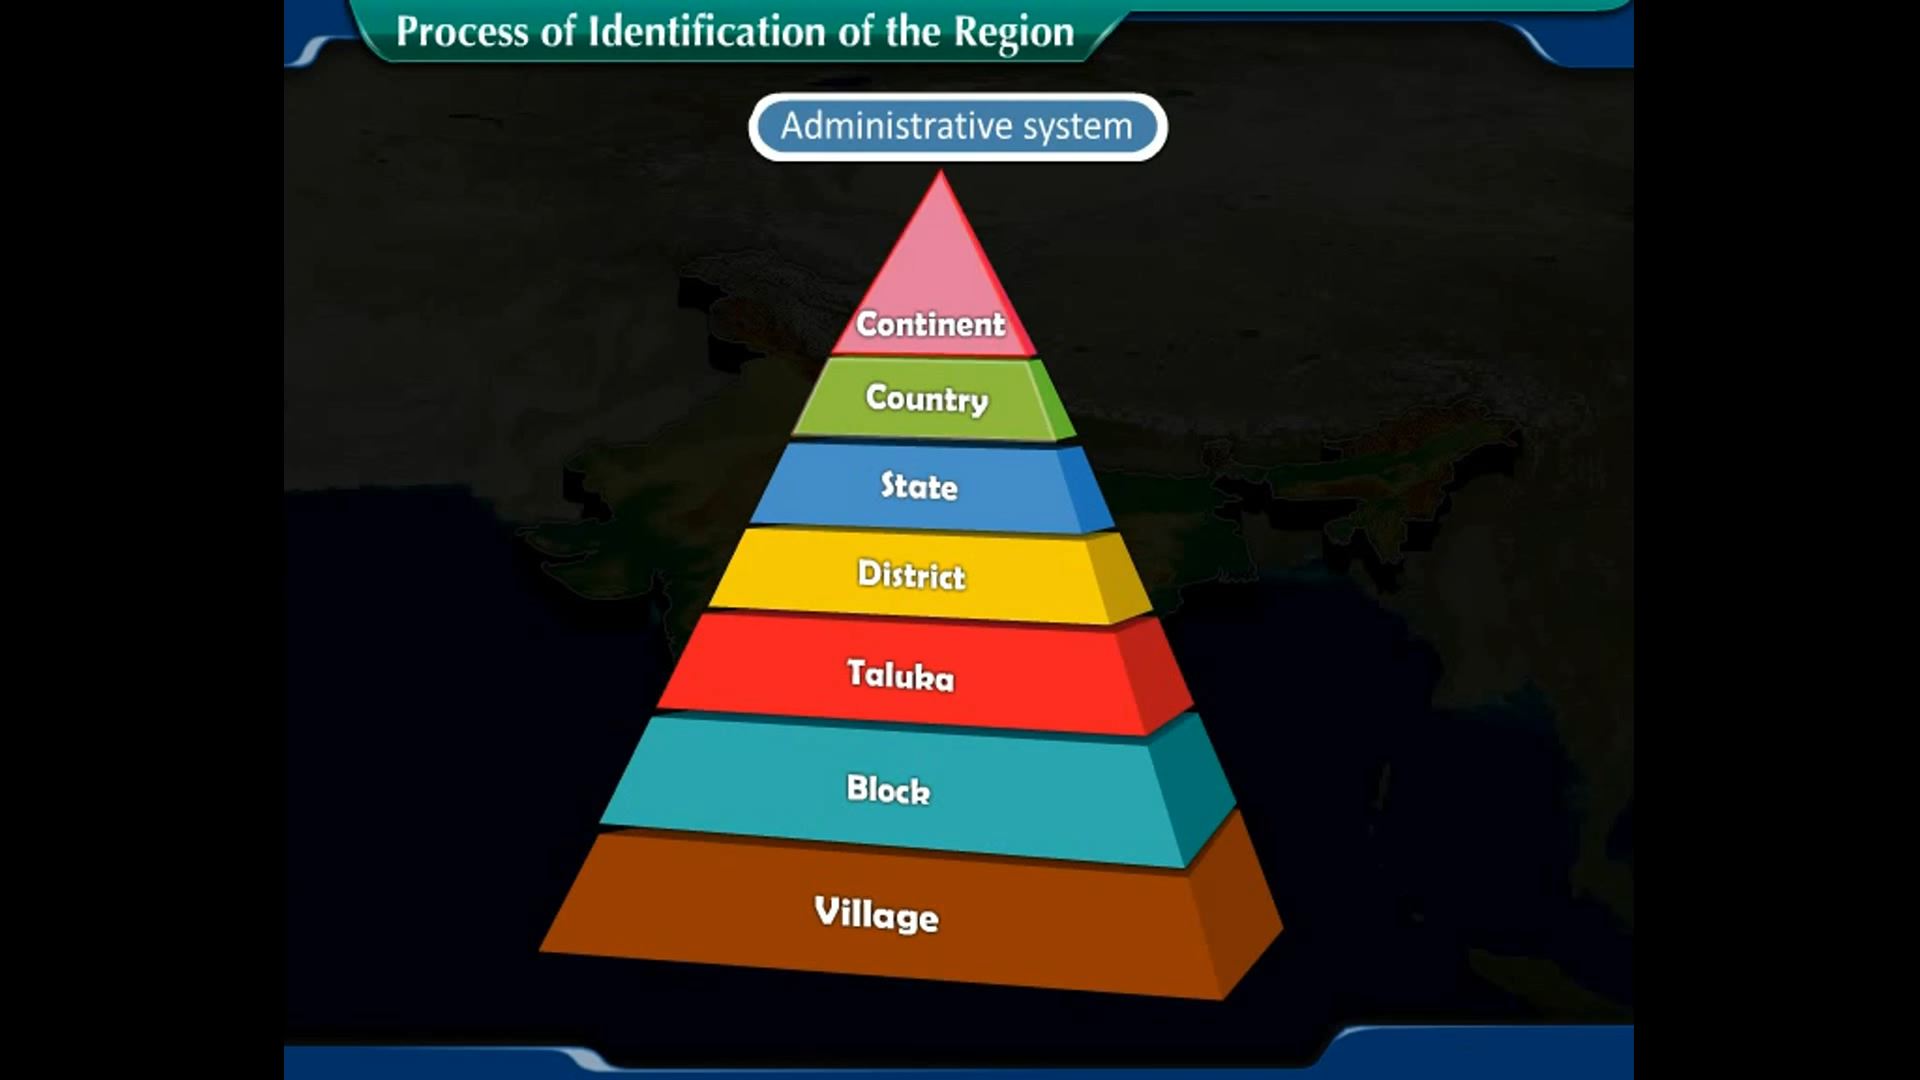 Process of Identification of the Region
Administrative system
Continent
Country
State
District
Taluka
Block
Village